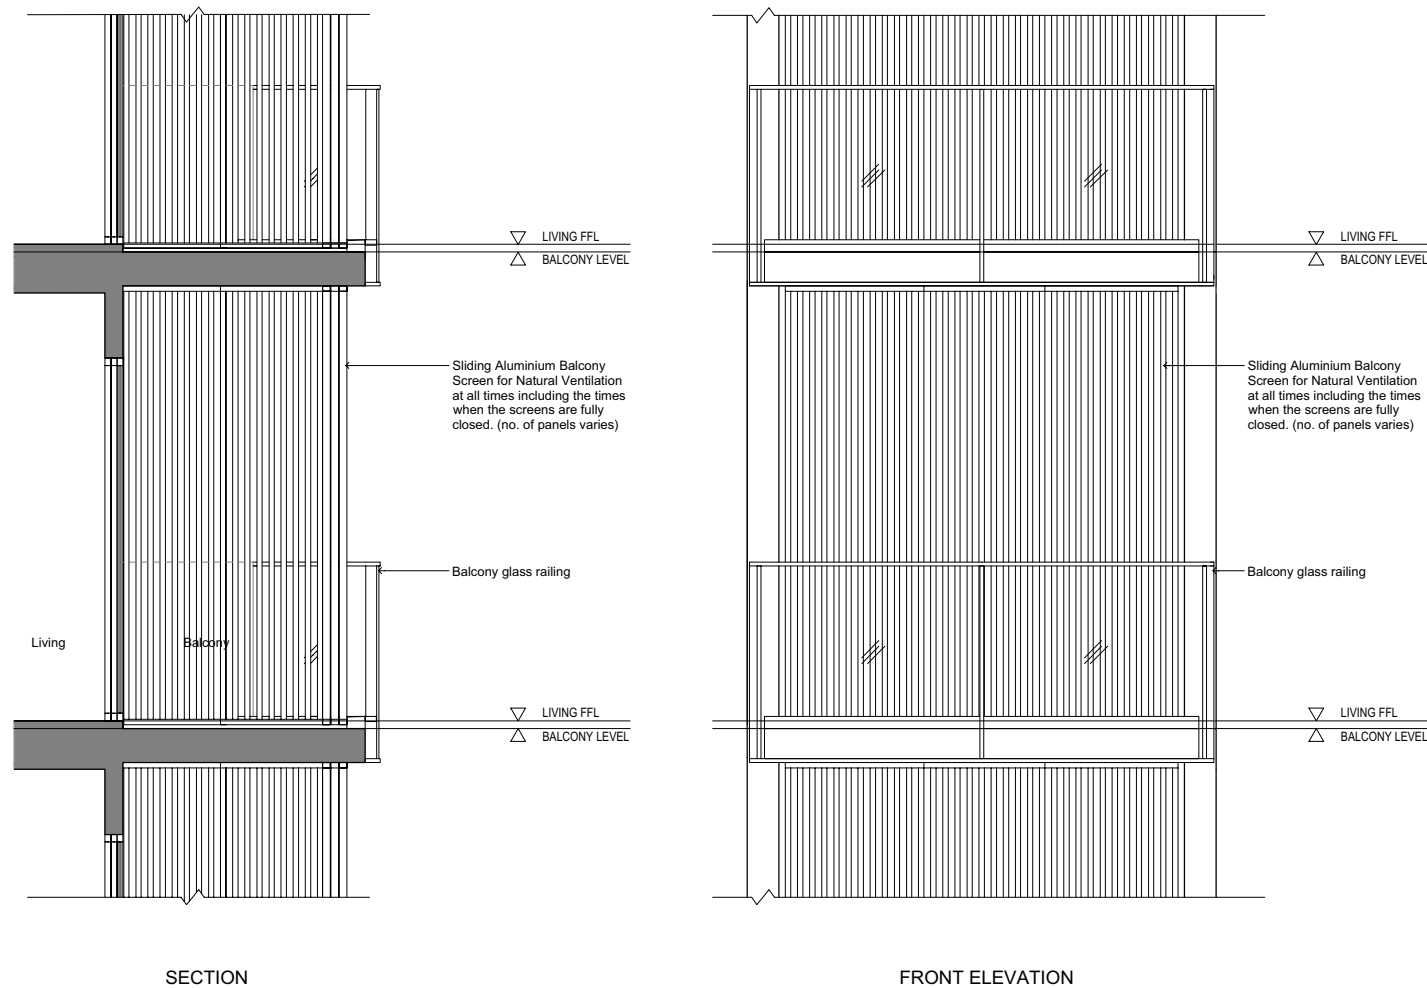 LIVING FFL
BALCONY LEVEL
Sliding Aluminium Balcony
Screen for Natural Ventilation
at all times including the times
when the screens are fully
closed. (no. of panels varies)
Balcony glass railing
Living
Balcony
LIVING FFL
BALCONY LEVEL
SECTION
LIVING FFL
BALCONY LEVEL
Sliding Aluminium Balcony
Screen for Natural Ventilation
at all times including the times
when the screens are fully
closed. (no. of panels varies)
Balcony glass railing
LIVING FFL
BALCONY LEVEL
FRONT ELEVATION